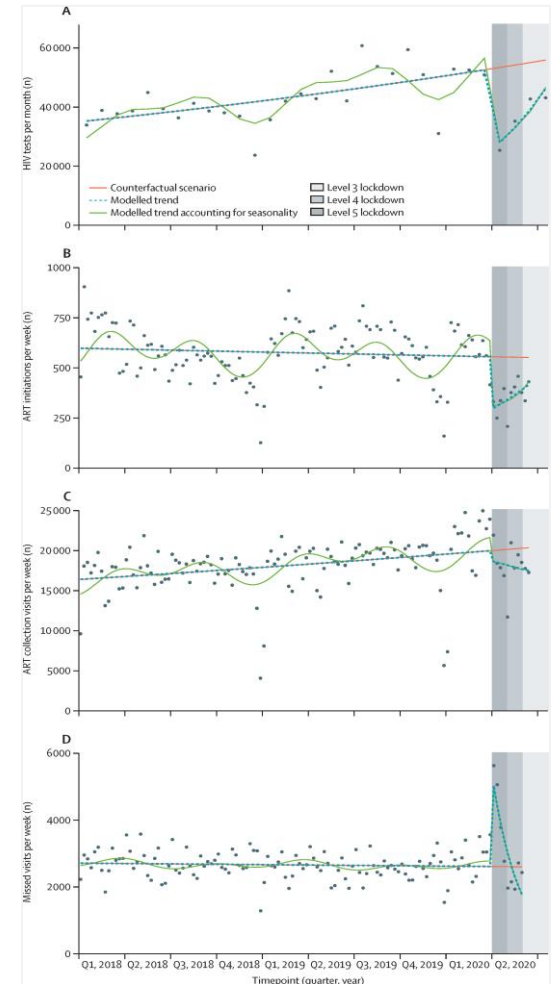 A
60000
40000
20000
0
HIV tests per month (n)
Counterfactual scenario
Modelled trend
Modelled trend accounting for seasonality
Level 3 lockdown
Level 4 lockdown
Level 5 lockdown
B
1000
750
500
250
0
ART initiations per week (n)
C
25000
20000
15000
10000
5000
0
ART collection visits per week (n)
D
6000
4000
2000
0
Missed visits per week (n)
Q1, 2018 Q2, 2018 Q3, 2018 Q4, 2018 Q1, 2019 Q2, 2019 Q3, 2019 Q4, 2019 Q1, 2020 Q2, 2020
Timepoint (quarter, year)